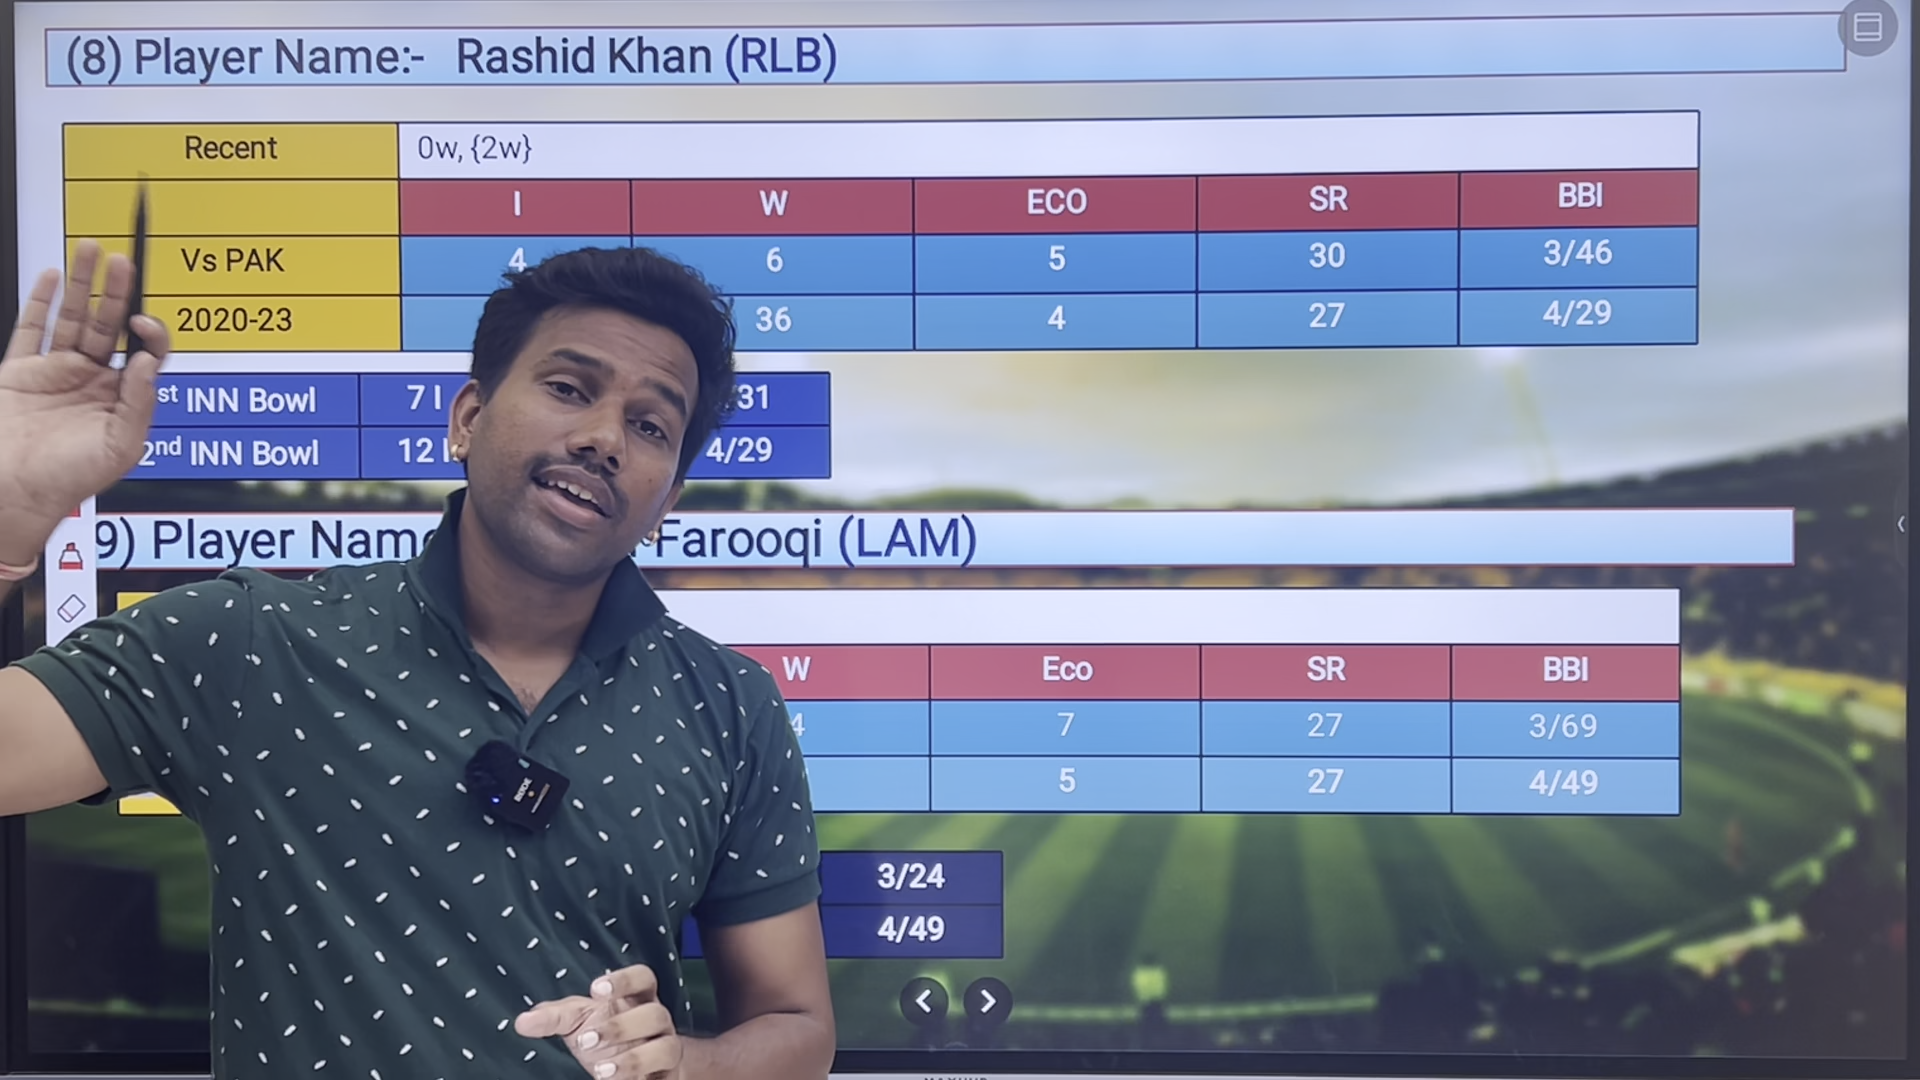 (8) Player Name:- Rashid Khan (RLB)
Recent 0w, {2w}
I W ECO SR BBI
Vs PAK 4 6 5 30 3/46
2020-23 36 4 27 4/29
st INN Bowl 7 I 31
2nd INN Bowl 12 I 4/29
9) Player Nam Farooqi (LAM)
W Eco SR BBI
4 7 27 3/69
5 27 4/49
3/24
4/49